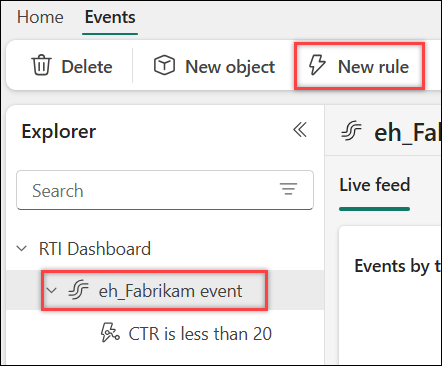 Home Events
Delete New object New rule
Explorer
eh_Fab
Search
Live feed
RTI Dashboard
Events by t
eh_Fabrikam event
CTR is less than 20